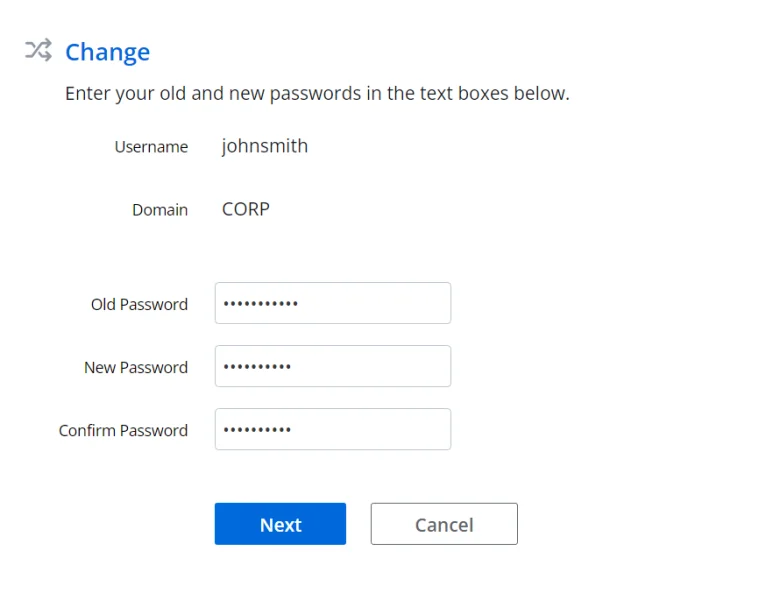 Change
Enter your old and new passwords in the text boxes below.
Username johnsmith
Domain CORP
Old Password •••••••••••
New Password ••••••••••
Confirm Password ••••••••••
Next Cancel